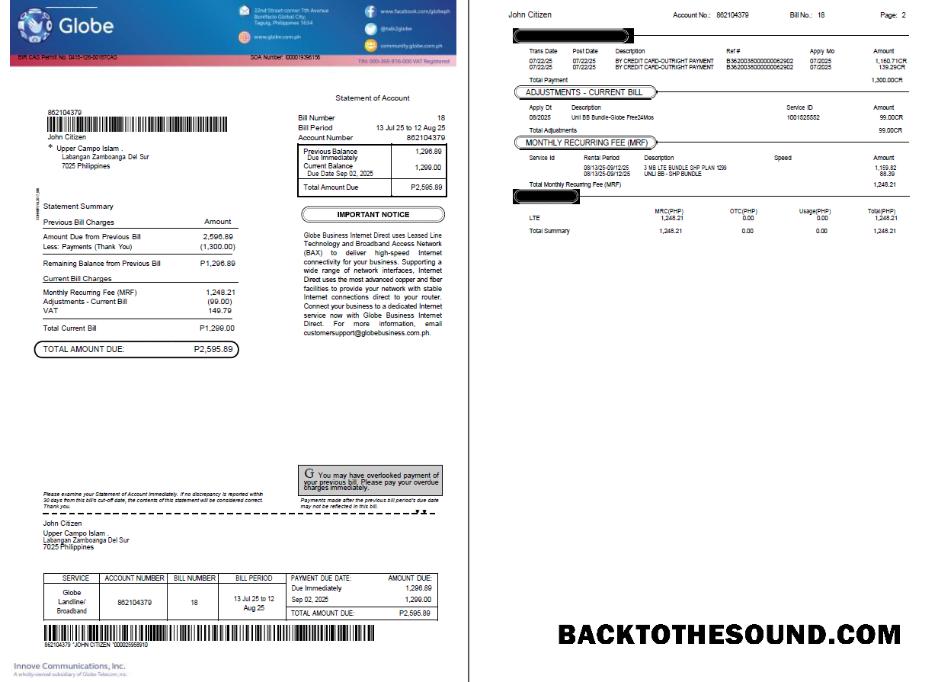 Globe
22nd Street corner 7th Avenue
Bonifacio Global City,
Taguig, Philippines 1634
www.globe.com.ph
www.facebook.com/globeph
@talk2globe
community.globe.com.ph
VAT Registered
Statement of Account
862104379
John Citizen
Upper Campo Islam .
Labangan Zamboanga Del Sur
7025 Philippines
Bill Number 18
Bill Period 13 Jul 25 to 12 Aug 25
Account Number 862104379
Previous Balance 1,296.89
Due Immediately
Current Balance 1,299.00
Due Date Sep 02, 2025
Total Amount Due P2,595.89
Statement Summary
Previous Bill Charges Amount
Amount Due from Previous Bill 2,596.89
Less: Payments (Thank You) (1,300.00)
Remaining Balance from Previous Bill P1,296.89
Current Bill Charges
Monthly Recurring Fee (MRF) 1,248.21
Adjustments - Current Bill (99.00)
VAT 149.79
Total Current Bill P1,299.00
TOTAL AMOUNT DUE: P2,595.89
IMPORTANT NOTICE
Globe Business Internet Direct uses Leased Line
Technology and Broadband Access Network
(BAX) to deliver high-speed Internet
connectivity for your business. Supporting a
wide range of network interfaces, Internet
Direct uses the most advanced copper and fiber
facilities to provide your network with stable
Internet connections direct to your router.
Connect your business to a dedicated Internet
service now with Globe Business Internet
Direct. For more information, email
customersupport@globebusiness.com.ph.
G You may have overlooked payment of
your previous bill. Please pay your overdue
charges immediately.
Please examine your Statement of Account immediately. If no discrepancy is reported within
30 days from this bill's cut-off date, the contents of this statement will be considered correct.
Thank you.
Payments made after the previous bill period's due date
may not be reflected in this bill.
John Citizen
Upper Campo Islam .
Labangan Zamboanga Del Sur
7025 Philippines
SERVICE ACCOUNT NUMBER BILL NUMBER BILL PERIOD PAYMENT DUE DATE: AMOUNT DUE:
Globe
Landline/
Broadband
862104379 18 13 Jul 25 to 12
Aug 25
Due Immediately 1,296.89
Sep 02, 2025 1,299.00
TOTAL AMOUNT DUE: P2,595.89
Innove Communications, Inc.
A wholly-owned subsidiary of Globe Telecom, Inc.
John Citizen Account No.: 862104379 Bill No.: 18 Page: 2
Trans Date Post Date Description Ref # Apply Mo Amount
07/22/25 07/22/25 BY CREDIT CARD-OUTRIGHT PAYMENT 07/2025 1,160.71CR
07/22/25 07/22/25 BY CREDIT CARD-OUTRIGHT PAYMENT 07/2025 139.29CR
Total Payment 1,300.00CR
ADJUSTMENTS - CURRENT BILL
Apply Dt Description Service ID Amount
08/2025 Unli BB Bundle-Globe Free24Mos 99.00CR
Total Adjustments 99.00CR
MONTHLY RECURRING FEE (MRF)
Service Id Rental Period Description Speed Amount
08/13/25-09/12/25 3 MB LTE BUNDLE SHP PLAN 1299 1,159.82
08/13/25-09/12/25 UNLI BB - SHP BUNDLE 88.39
Total Monthly Recurring Fee (MRF) 1,248.21
MRC(PHP) OTC(PHP) Usage(PHP) Total(PHP)
LTE 1,248.21 0.00 0.00 1,248.21
Total Summary 1,248.21 0.00 0.00 1,248.21
BACKTOTHESOUND.COM